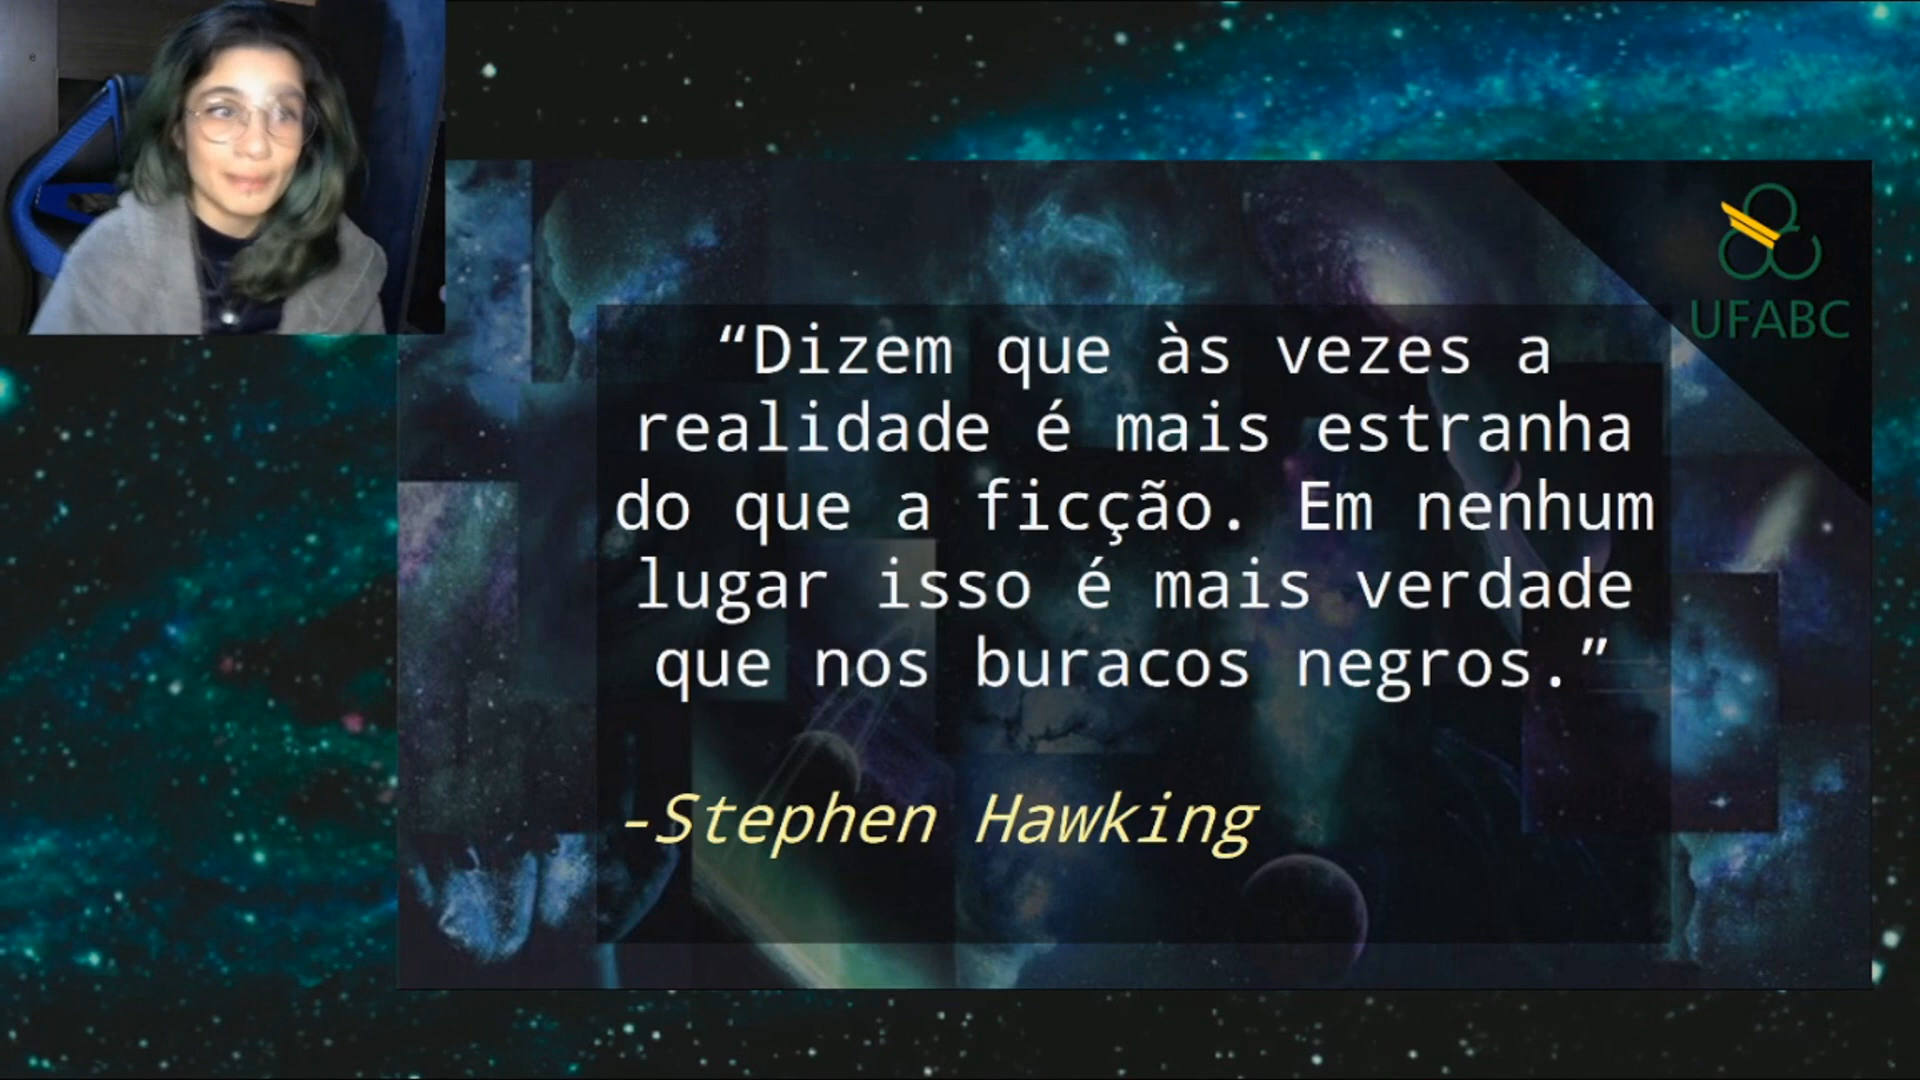 UFABC
“Dizem que às vezes a
realidade é mais estranha
do que a ficção. Em nenhum
lugar isso é mais verdade
que nos buracos negros.”
-Stephen Hawking